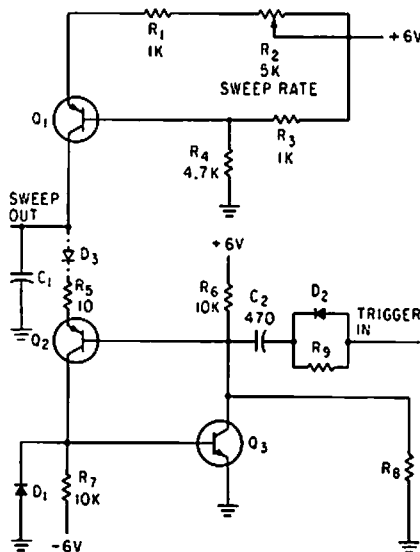 R1
1K
R2
5K
SWEEP RATE
+6V
Q1
R4
4.7K
R3
1K
SWEEP
OUT
D3
C1
R5
10
+6V
R6
10K
C2
470
D2
R9
TRIGGER
IN
Q2
Q3
D1
R7
10K
-6V
R8